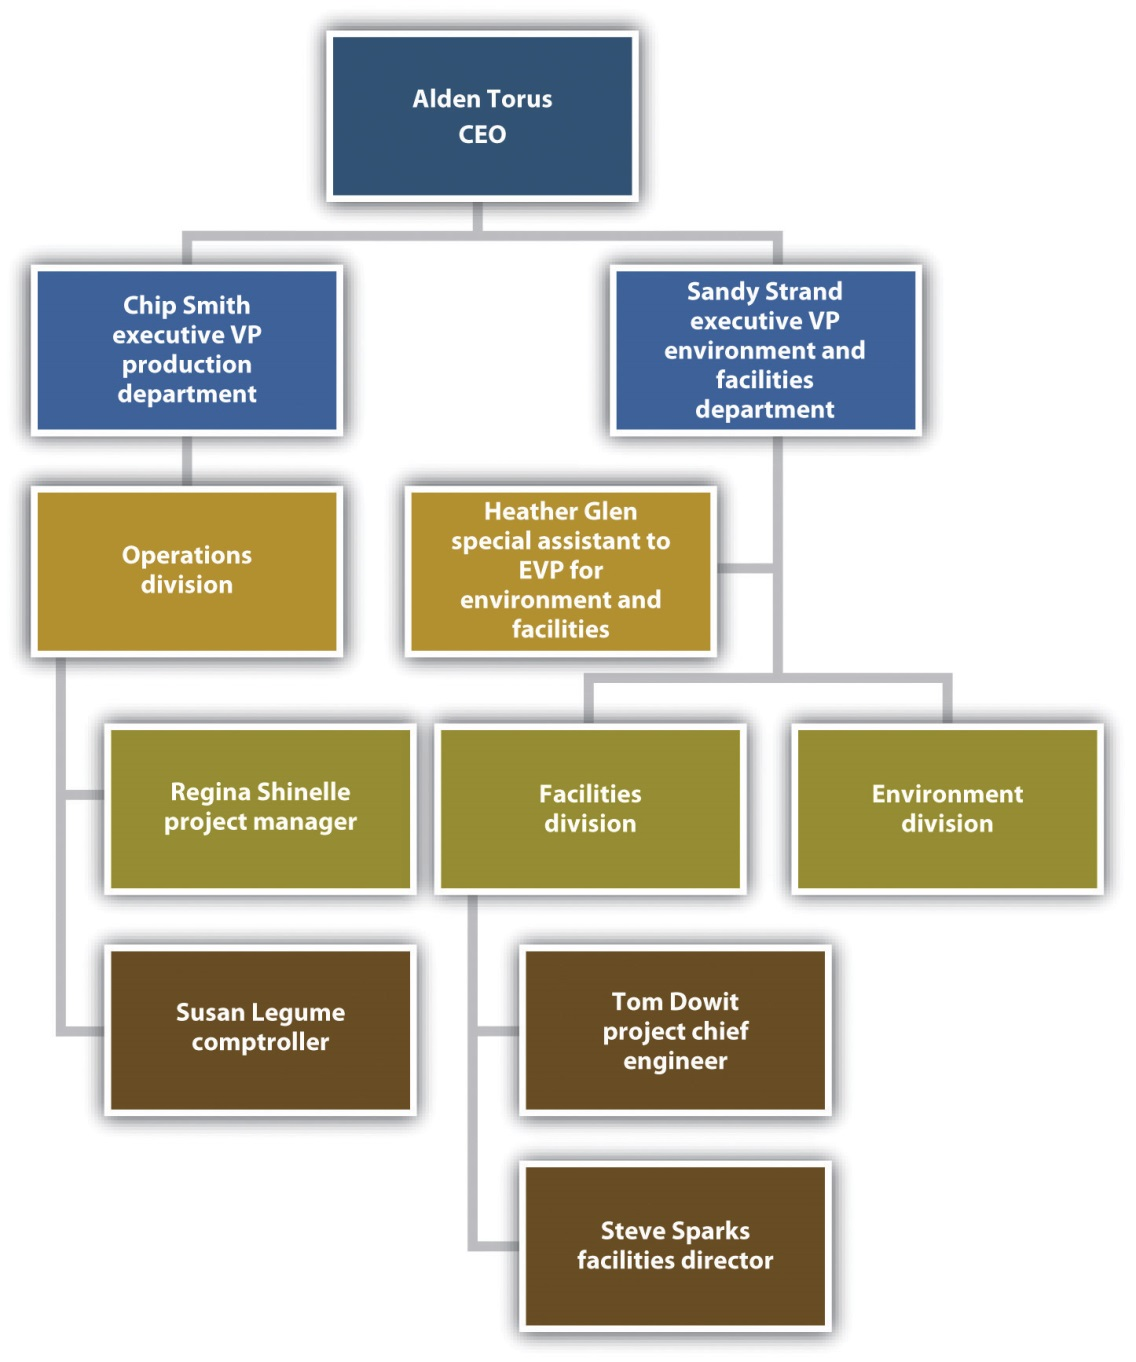 Alden Torus
CEO
Chip Smith
executive VP
production
department
Sandy Strand
executive VP
environment and
facilities
department
Operations
division
Heather Glen
special assistant to
EVP for
environment and
facilities
Regina Shinelle
project manager
Facilities
division
Environment
division
Susan Legume
comptroller
Tom Dowit
project chief
engineer
Steve Sparks
facilities director